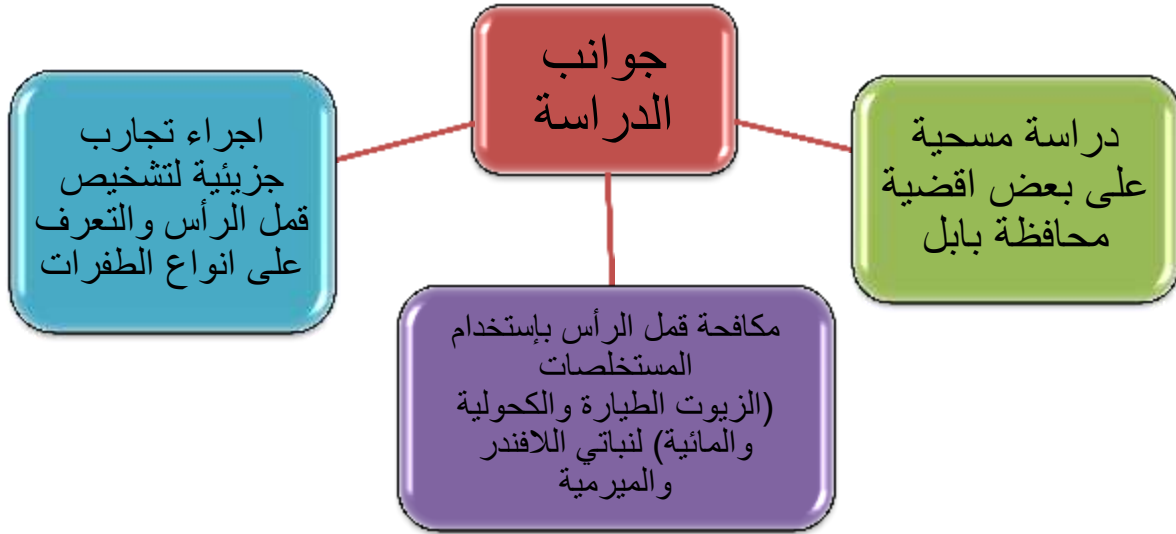 جوانب
الدراسة
دراسة مسحية
على بعض اقضية
محافظة بابل
مكافحة قمل الرأس بإستخدام
المستخلصات
(الزيوت الطيارة والكحولية
والمائية) لنباتي اللافندر
والميرمية
اجراء تجارب
جزيئية لتشخيص
قمل الرأس والتعرف
على انواع الطفرات